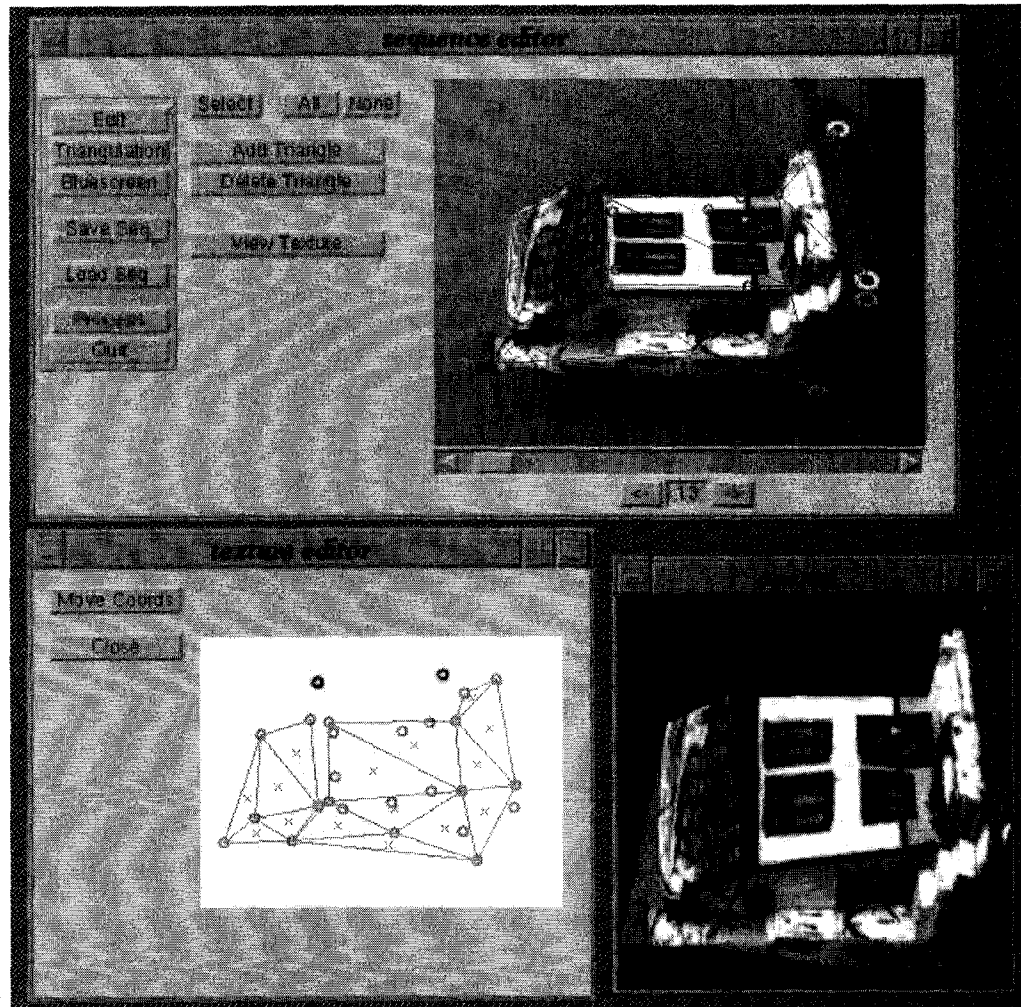 sequence editor
Edit
Select All None
Triangulation
Add Triangle
Bluescreen
Delete Triangle
Save Seq
View Texture
Load Seq
Process
Quit
<- 13 ->
texture editor
Move Coords
Close